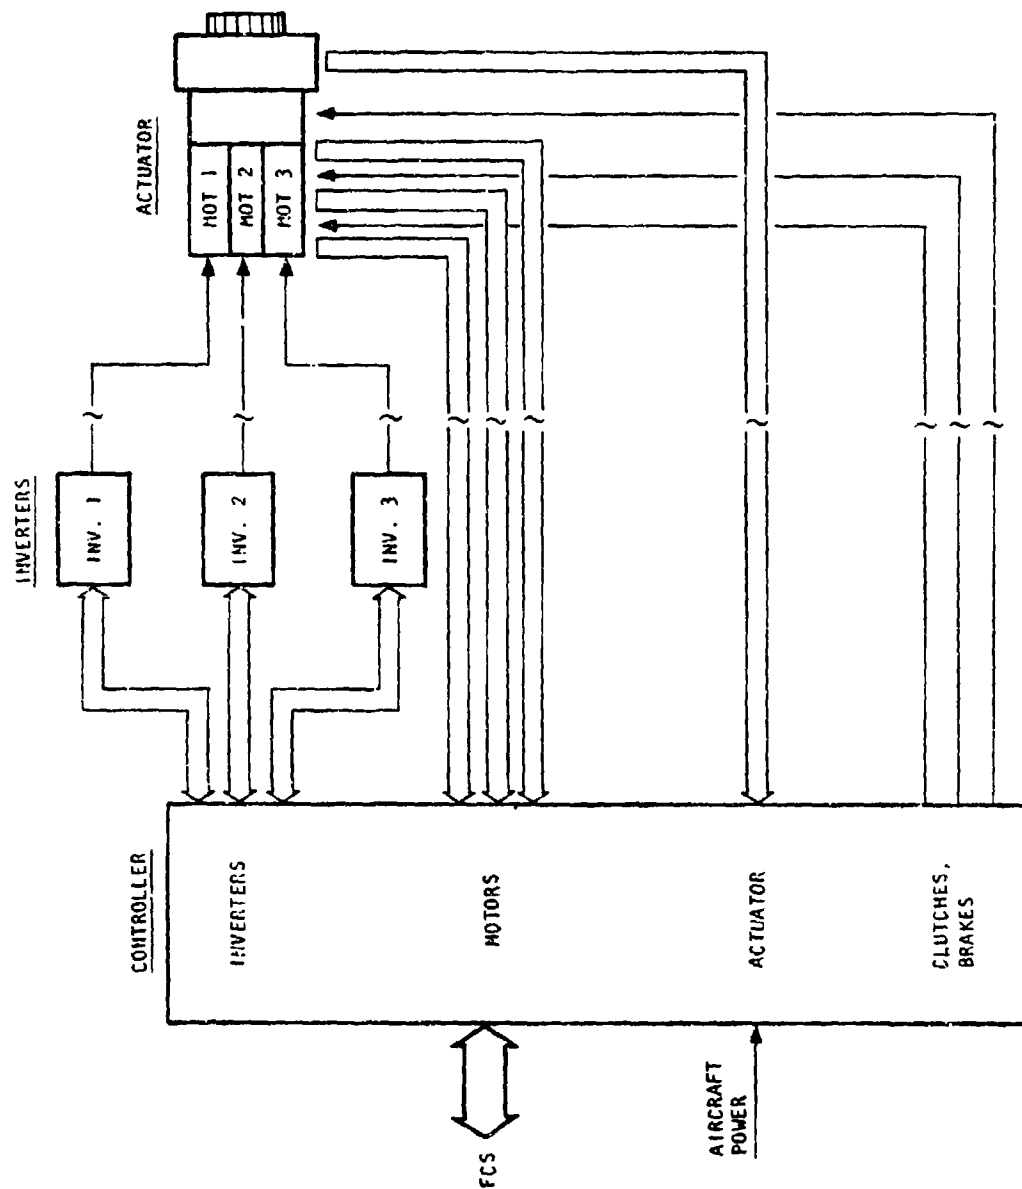 CONTROLLER
INVERTERS
MOTORS
ACTUATOR
CLUTCHES,
BRAKES
FCS
AIRCRAFT
POWER
INVERTERS
INV. 1
INV. 2
INV. 3
ACTUATOR
MOT 1
MOT 2
MOT 3